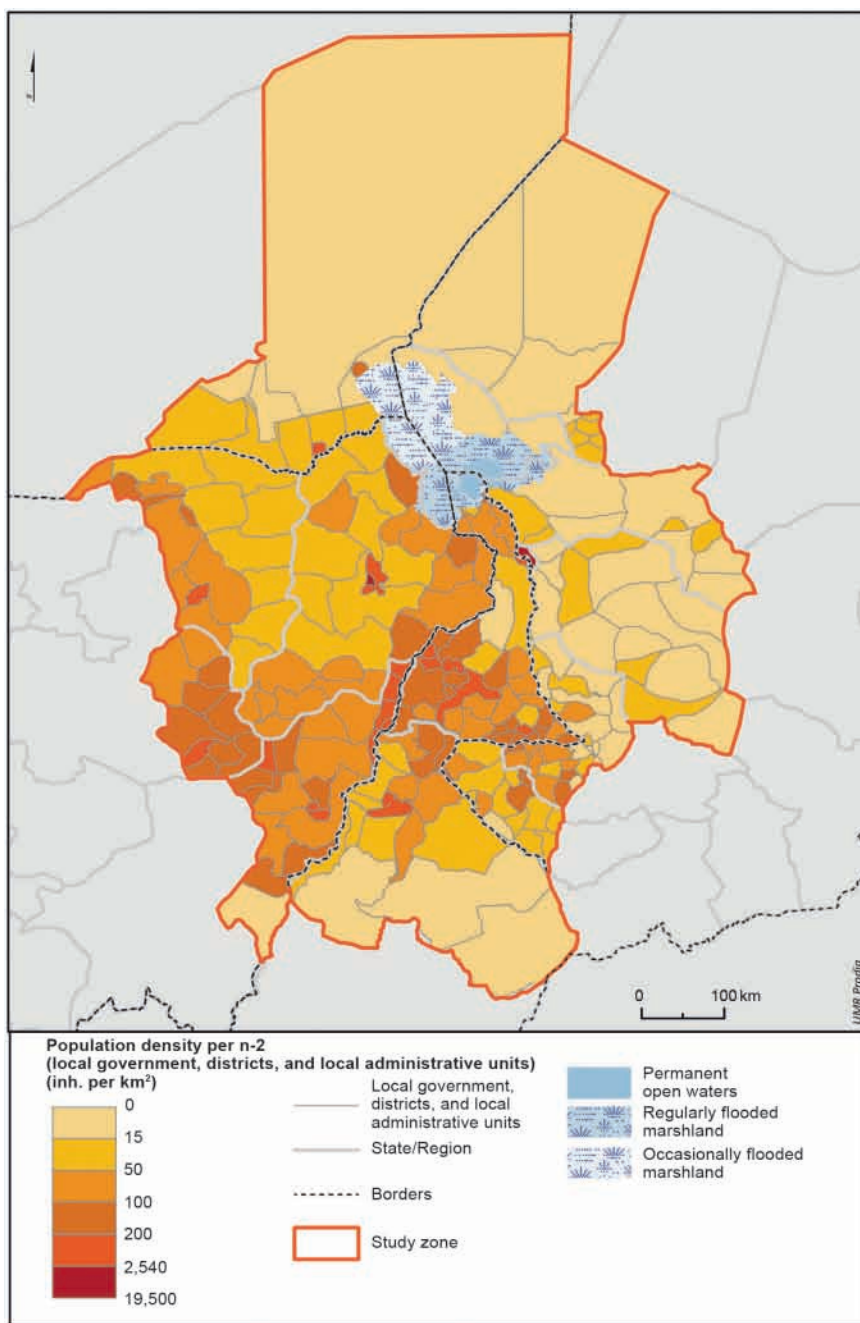 0 100 km
UMR Prodig
Population density per n-2
(local government, districts, and local administrative units)
(inh. per km²)
0
15
50
100
200
2,540
19,500
Local government,
districts, and local
administrative units
State/Region
Borders
Study zone
Permanent
open waters
Regularly flooded
marshland
Occasionally flooded
marshland